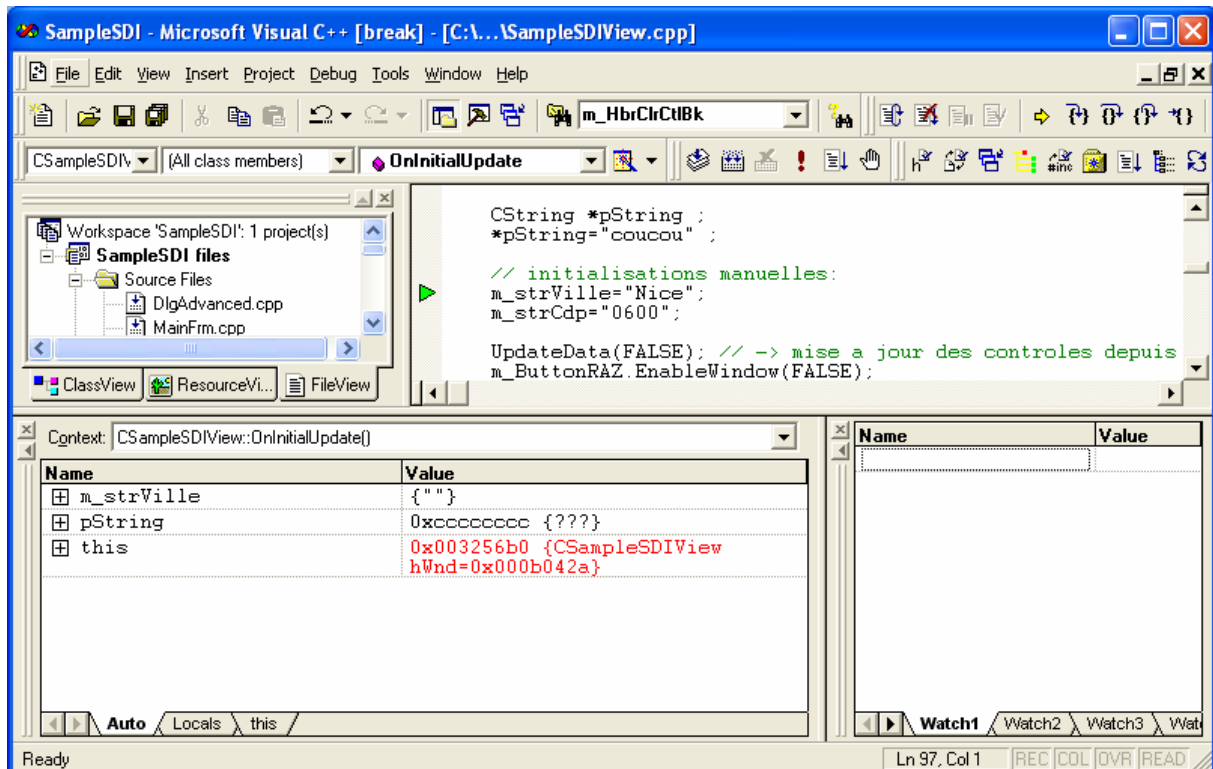 SampleSDI - Microsoft Visual C++ [break] - [C:\...\SampleSDIView.cpp]
File Edit View Insert Project Debug Tools Window Help
m_HbrClrCtlBk
CSampleSDIV (All class members) OnInitialUpdate
#inc
Workspace 'SampleSDI': 1 project(s)
SampleSDI files
Source Files
DlgAdvanced.cpp
MainFrm.cpp
ClassView ResourceVi... FileView
CString *pString ;
*pString="coucou" ;
// initialisations manuelles:
m_strVille="Nice";
m_strCdp="0600";
UpdateData(FALSE); // -> mise a jour des controles depuis
m_ButtonRAZ.EnableWindow(FALSE);
Context: CSampleSDIView::OnInitialUpdate()
Name Value
m_strVille {""}
pString 0xcccccccc {???}
this 0x003256b0 {CSampleSDIView
hWnd=0x000b042a}
Auto Locals this
Name Value
Watch1 Watch2 Watch3 Wat
Ready Ln 97, Col 1 REC COL OVR READ